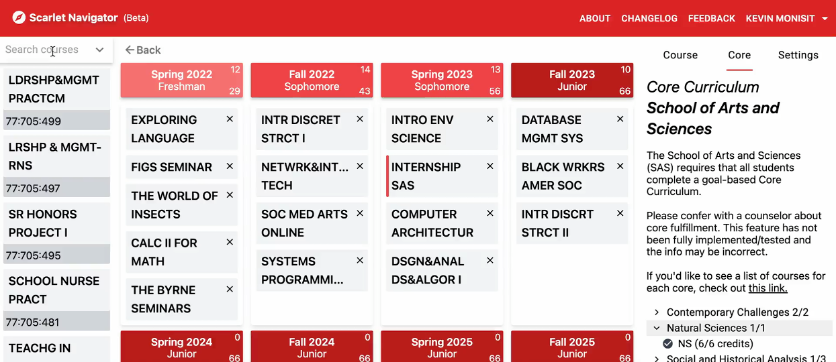 Scarlet Navigator (Beta)
ABOUT CHANGELOG FEEDBACK KEVIN MONISIT
Search courses
LDRSHP&MGMT
PRACTCM
77:705:499
LRSHP & MGMT-
RNS
77:705:497
SR HONORS
PROJECT I
77:705:495
SCHOOL NURSE
PRACT
77:705:481
TEACHG IN
Back
Spring 2022
Freshman
12
29
EXPLORING
LANGUAGE
FIGS SEMINAR
THE WORLD OF
INSECTS
CALC II FOR
MATH
THE BYRNE
SEMINARS
Fall 2022
Sophomore
14
43
INTR DISCRET
STRCT I
NETWRK&INT...
TECH
SOC MED ARTS
ONLINE
SYSTEMS
PROGRAMMI...
Spring 2023
Sophomore
13
56
INTRO ENV
SCIENCE
INTERNSHIP
SAS
COMPUTER
ARCHITECTUR
DSGN&ANAL
DS&ALGOR I
Fall 2023
Junior
10
66
DATABASE
MGMT SYS
BLACK WRKRS
AMER SOC
INTR DISCRT
STRCT II
Spring 2024
Junior
0
66
Fall 2024
Junior
0
66
Spring 2025
Junior
0
66
Fall 2025
Junior
0
66
Course Core Settings
Core Curriculum
School of Arts and
Sciences
The School of Arts and Sciences
(SAS) requires that all students
complete a goal-based Core
Curriculum.
Please confer with a counselor about
core fulfillment. This feature has not
been fully implemented/tested and
the info may be incorrect.
If you'd like to see a list of courses for
each core, check out this link.
Contemporary Challenges 2/2
Natural Sciences 1/1
NS (6/6 credits)
Social and Historical Analysis 1/3